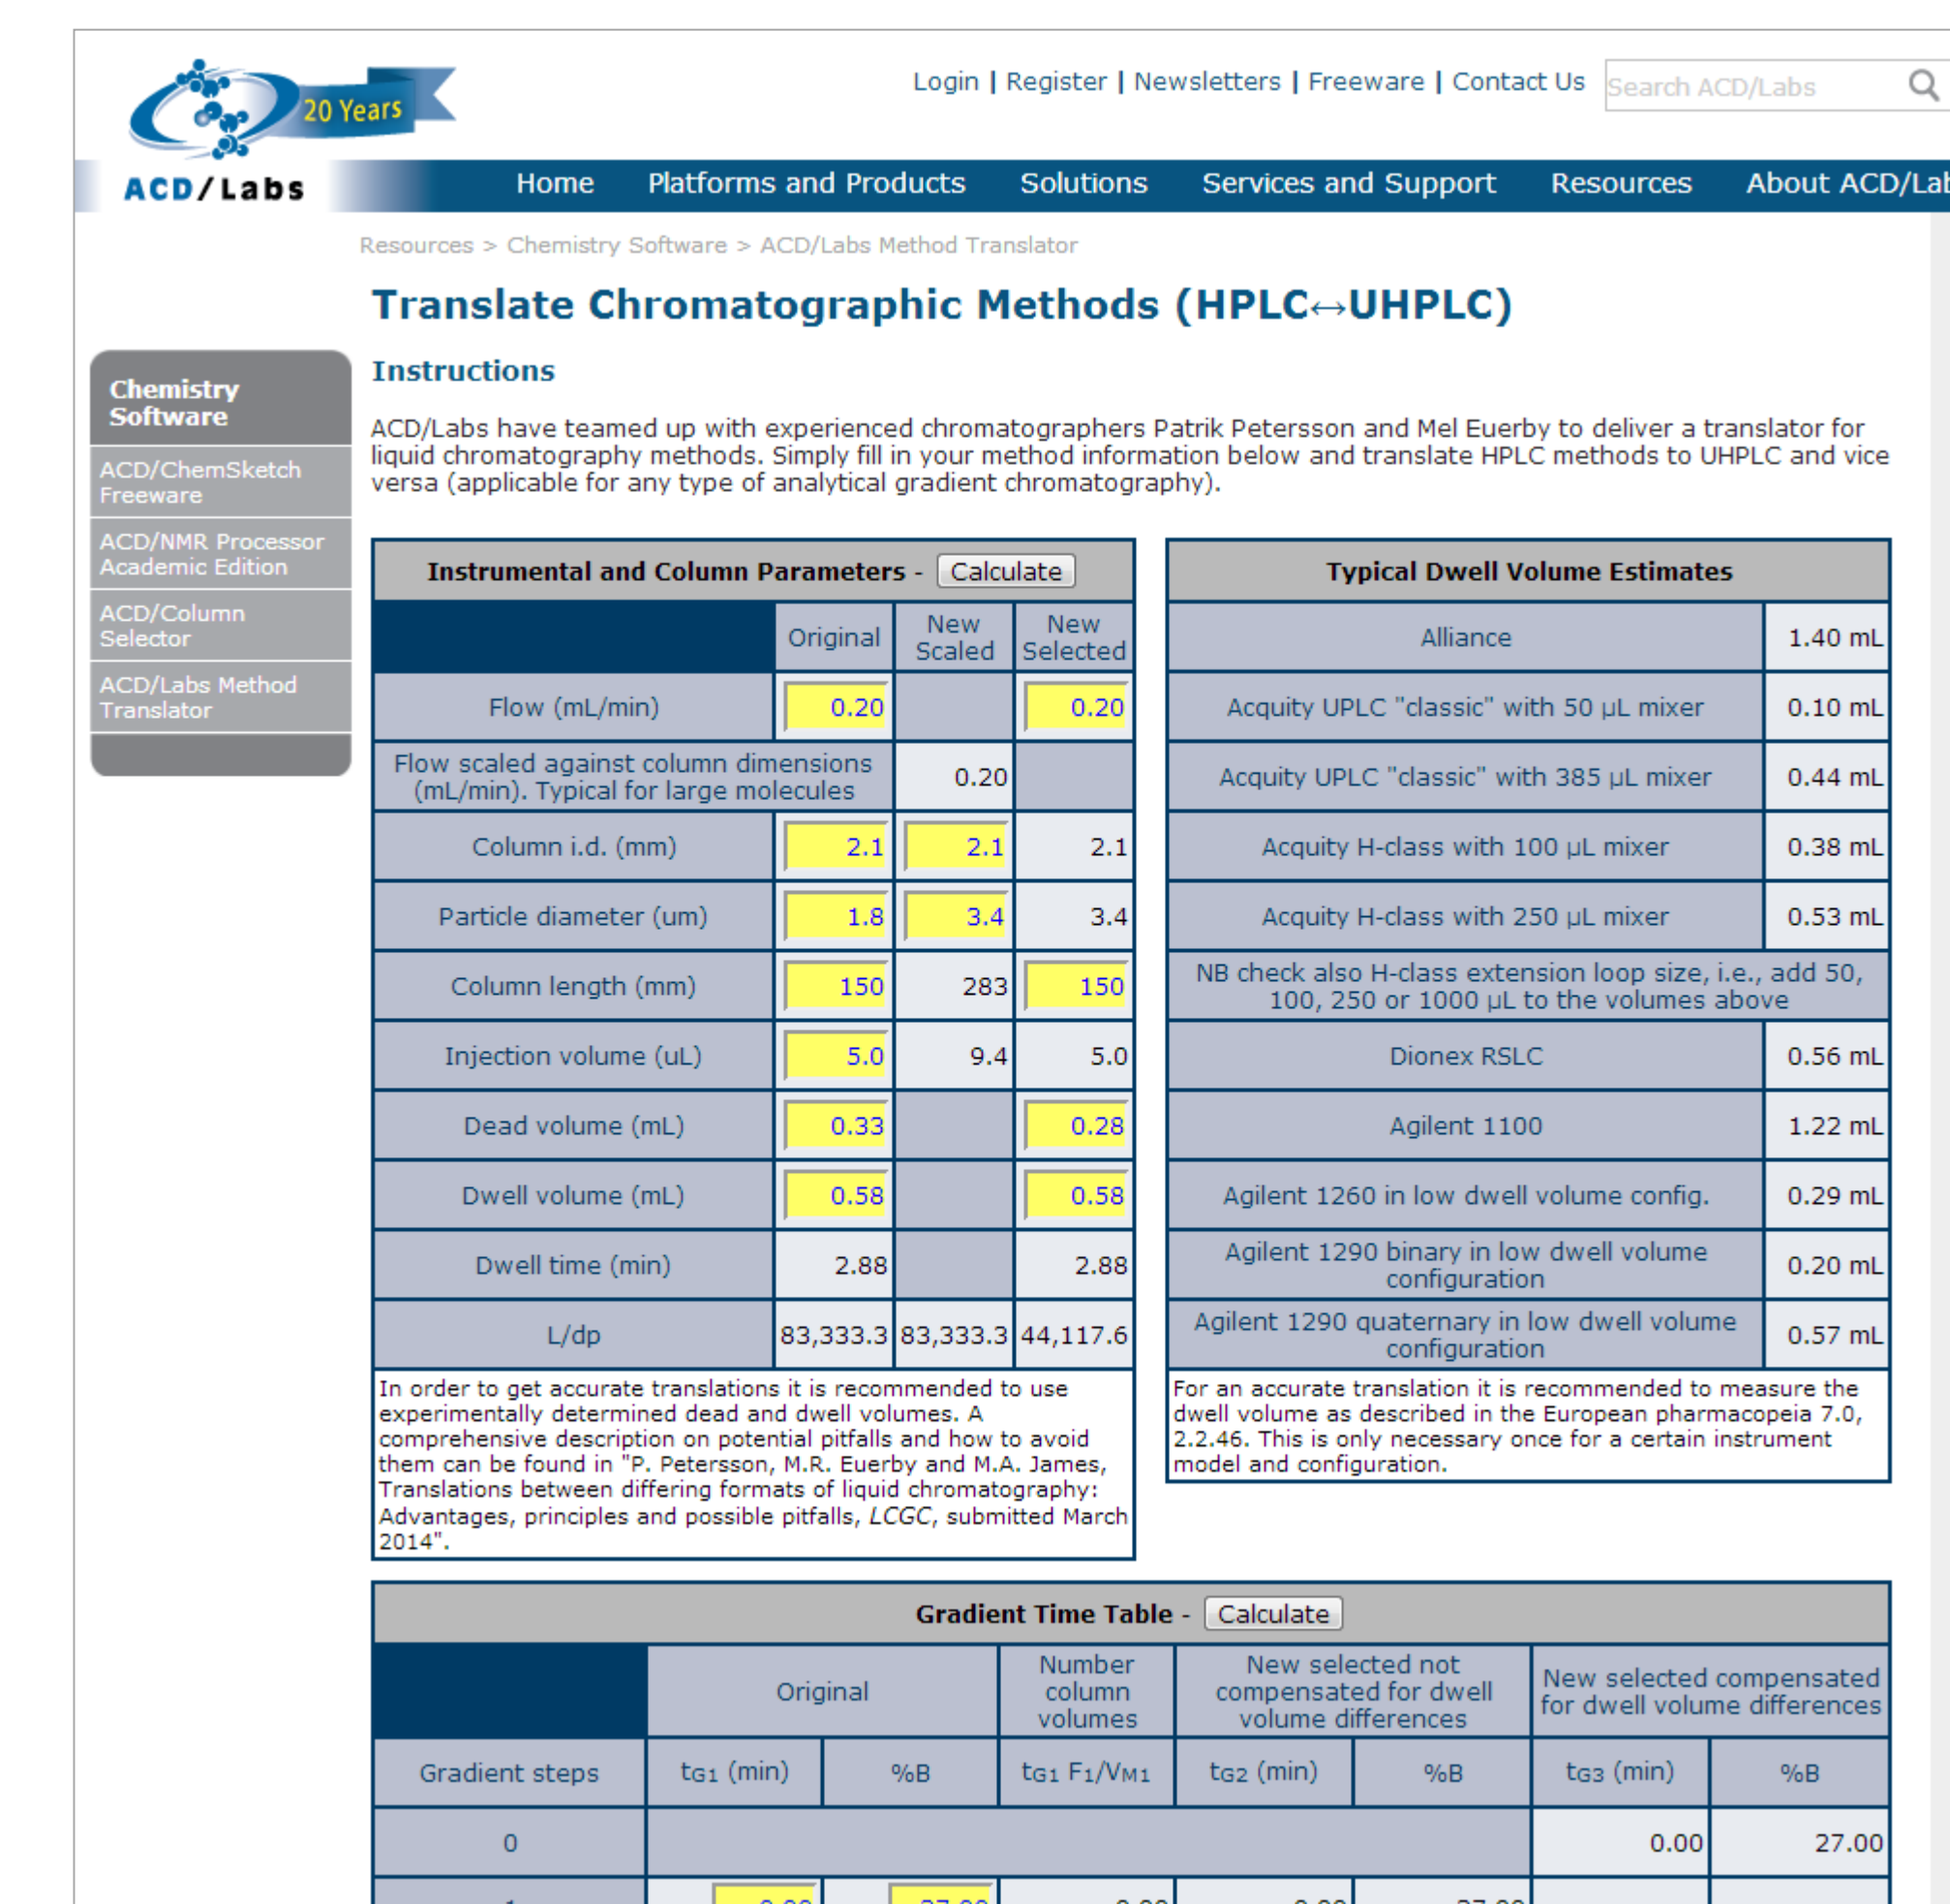 20 Years
ACD/Labs
Login | Register | Newsletters | Freeware | Contact Us
Search ACD/Labs
Home Platforms and Products Solutions Services and Support Resources About ACD/Lab
Resources > Chemistry Software > ACD/Labs Method Translator
Translate Chromatographic Methods (HPLC↔UHPLC)
Chemistry
Software
ACD/ChemSketch
Freeware
ACD/NMR Processor
Academic Edition
ACD/Column
Selector
ACD/Labs Method
Translator
Instructions
ACD/Labs have teamed up with experienced chromatographers Patrik Petersson and Mel Euerby to deliver a translator for
liquid chromatography methods. Simply fill in your method information below and translate HPLC methods to UHPLC and vice
versa (applicable for any type of analytical gradient chromatography).
Instrumental and Column Parameters - Calculate
Original New Scaled New Selected
Flow (mL/min) 0.20 0.20
Flow scaled against column dimensions
(mL/min). Typical for large molecules 0.20
Column i.d. (mm) 2.1 2.1 2.1
Particle diameter (um) 1.8 3.4 3.4
Column length (mm) 150 283 150
Injection volume (uL) 5.0 9.4 5.0
Dead volume (mL) 0.33 0.28
Dwell volume (mL) 0.58 0.58
Dwell time (min) 2.88 2.88
L/dp 83,333.3 83,333.3 44,117.6
In order to get accurate translations it is recommended to use
experimentally determined dead and dwell volumes. A
comprehensive description on potential pitfalls and how to avoid
them can be found in "P. Petersson, M.R. Euerby and M.A. James,
Translations between differing formats of liquid chromatography:
Advantages, principles and possible pitfalls, LCGC, submitted March
2014".
Typical Dwell Volume Estimates
Alliance 1.40 mL
Acquity UPLC "classic" with 50 µL mixer 0.10 mL
Acquity UPLC "classic" with 385 µL mixer 0.44 mL
Acquity H-class with 100 µL mixer 0.38 mL
Acquity H-class with 250 µL mixer 0.53 mL
NB check also H-class extension loop size, i.e., add 50,
100, 250 or 1000 µL to the volumes above
Dionex RSLC 0.56 mL
Agilent 1100 1.22 mL
Agilent 1260 in low dwell volume config. 0.29 mL
Agilent 1290 binary in low dwell volume
configuration 0.20 mL
Agilent 1290 quaternary in low dwell volume
configuration 0.57 mL
For an accurate translation it is recommended to measure the
dwell volume as described in the European pharmacopeia 7.0,
2.2.46. This is only necessary once for a certain instrument
model and configuration.
Gradient Time Table - Calculate
Original
Number
column
volumes
New selected not
compensated for dwell
volume differences
New selected compensated
for dwell volume differences
Gradient steps tG1 (min) %B tG1 F1/VM1 tG2 (min) %B tG3 (min) %B
0 0.00 27.00